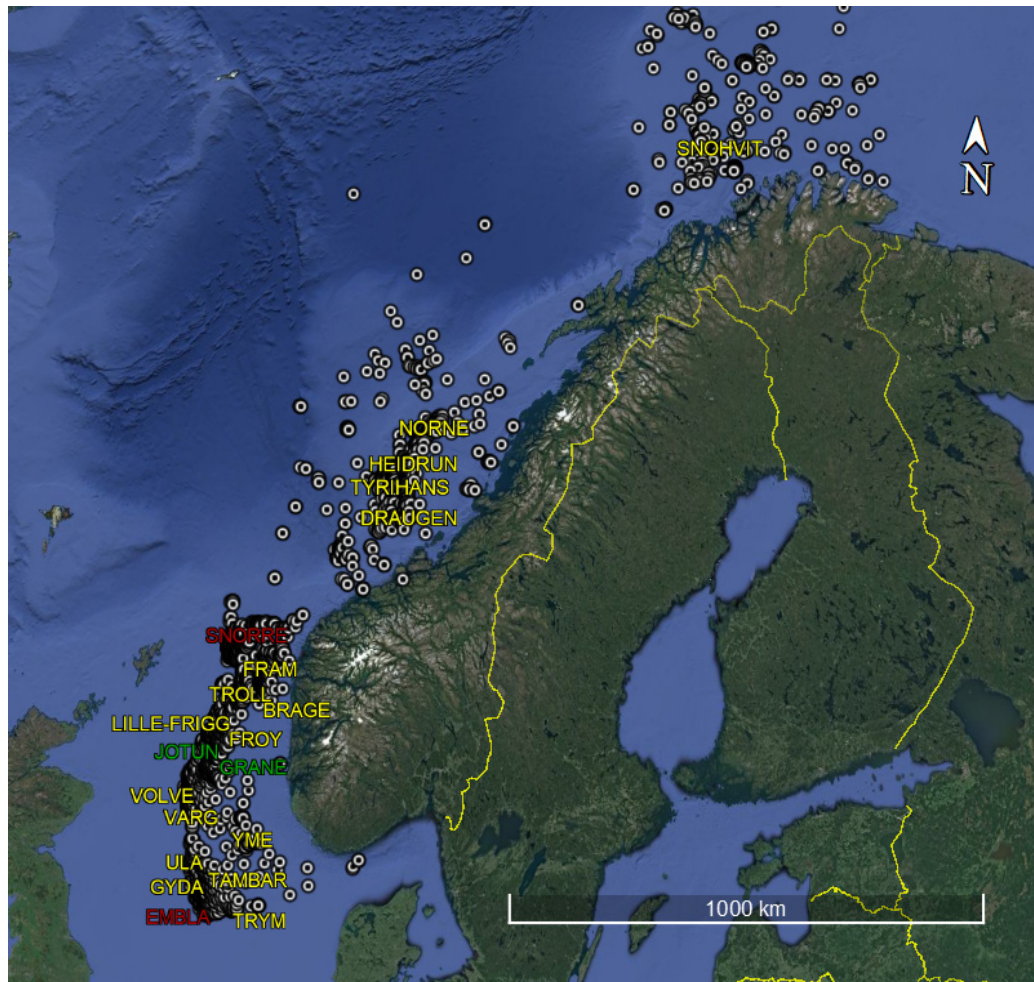 SNOHVIT
N
NORNE
HEIDRUN
TYRIHANS
DRAUGEN
SNORRE
FRAM
TROLL
BRAGE
LILLE-FRIGG
FROY
JOTUN
GRANE
VOLVE
VARG
YME
ULA
TAMBAR
GYDA
EMBLA
TRYM
1000 km